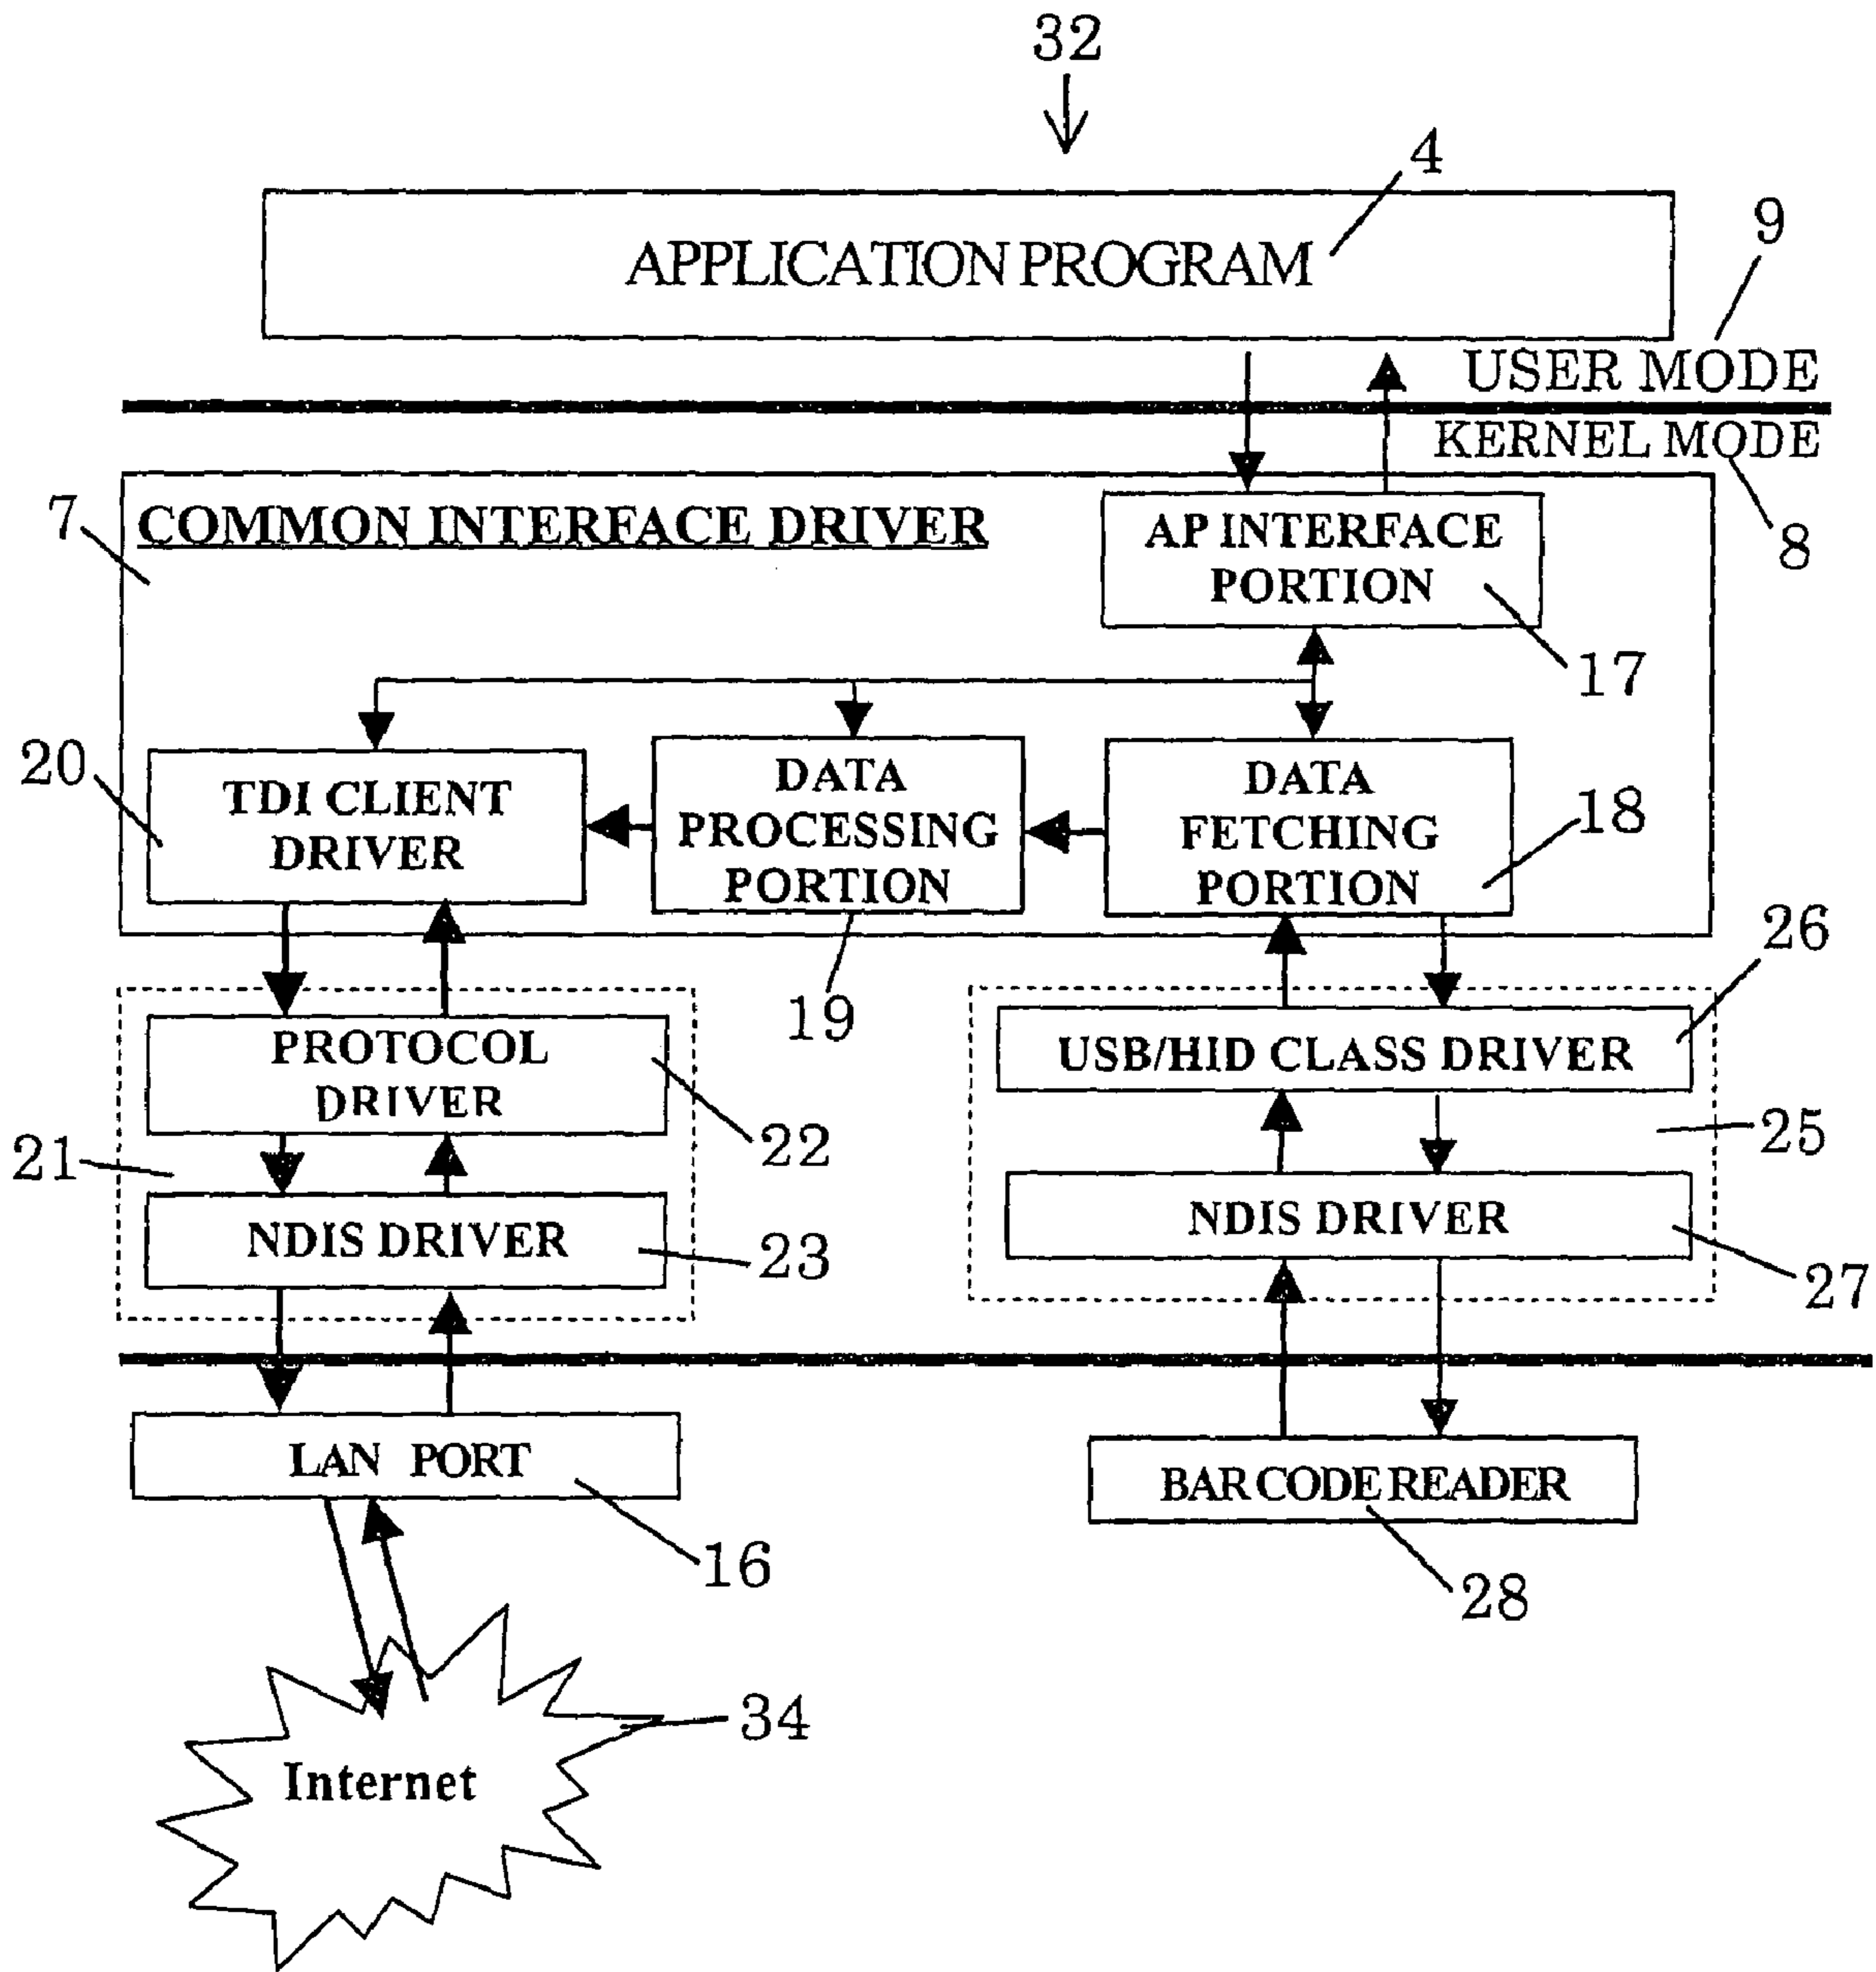 32
4
APPLICATION PROGRAM
9
USER MODE
KERNEL MODE
8
7
COMMON INTERFACE DRIVER
AP INTERFACE
PORTION
17
20
TDI CLIENT
DRIVER
DATA
PROCESSING
PORTION
DATA
FETCHING
PORTION
18
19
26
PROTOCOL
DRIVER
22
USB/HID CLASS DRIVER
25
21
NDIS DRIVER
23
NDIS DRIVER
27
LAN PORT
16
BAR CODE READER
28
34
Internet